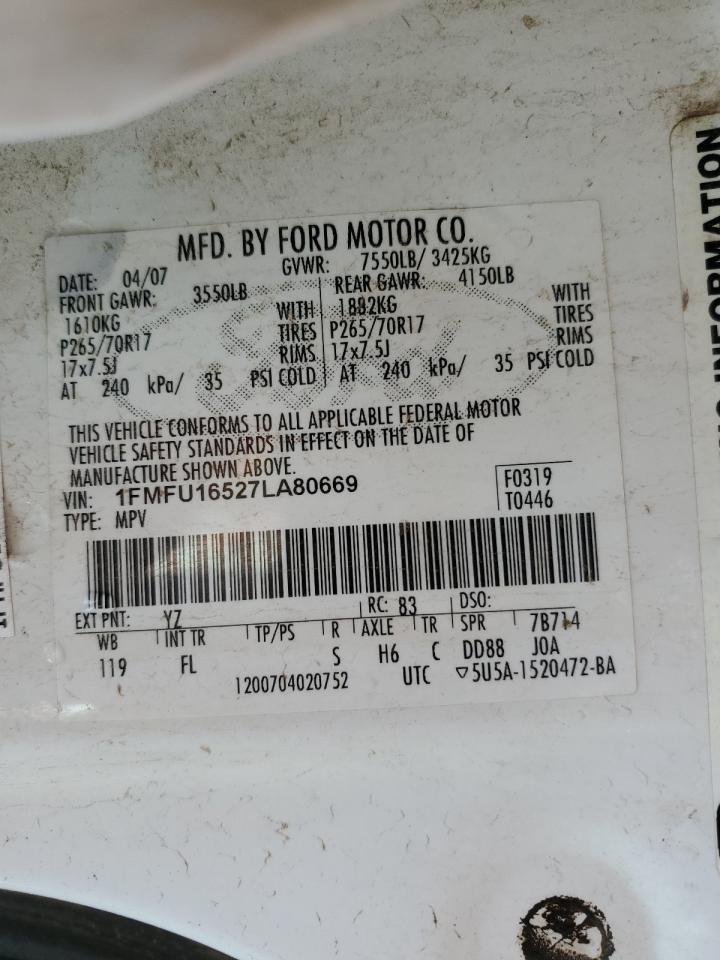 MFD. BY FORD MOTOR CO.
DATE: 04/07 GVWR: 7550LB/ 3425KG
FRONT GAWR: 3550LB REAR GAWR: 4150LB
1610KG WITH 1882KG WITH
P265/70R17 TIRES P265/70R17 TIRES
17x7.5J RIMS 17x7.5J RIMS
AT 240 kPa/ 35 PSI COLD AT 240 kPa/ 35 PSI COLD
THIS VEHICLE CONFORMS TO ALL APPLICABLE FEDERAL MOTOR
VEHICLE SAFETY STANDARDS IN EFFECT ON THE DATE OF
MANUFACTURE SHOWN ABOVE.
VIN: 1FMFU16527LA80669 F0319
TYPE: MPV T0446
EXT PNT: YZ RC: 83 DSO:
WB INT TR TP/PS R AXLE TR SPR 7B714
119 FL S H6 C DD88 J0A
1200704020752 UTC ▽5U5A-1520472-BA
INFORMATION